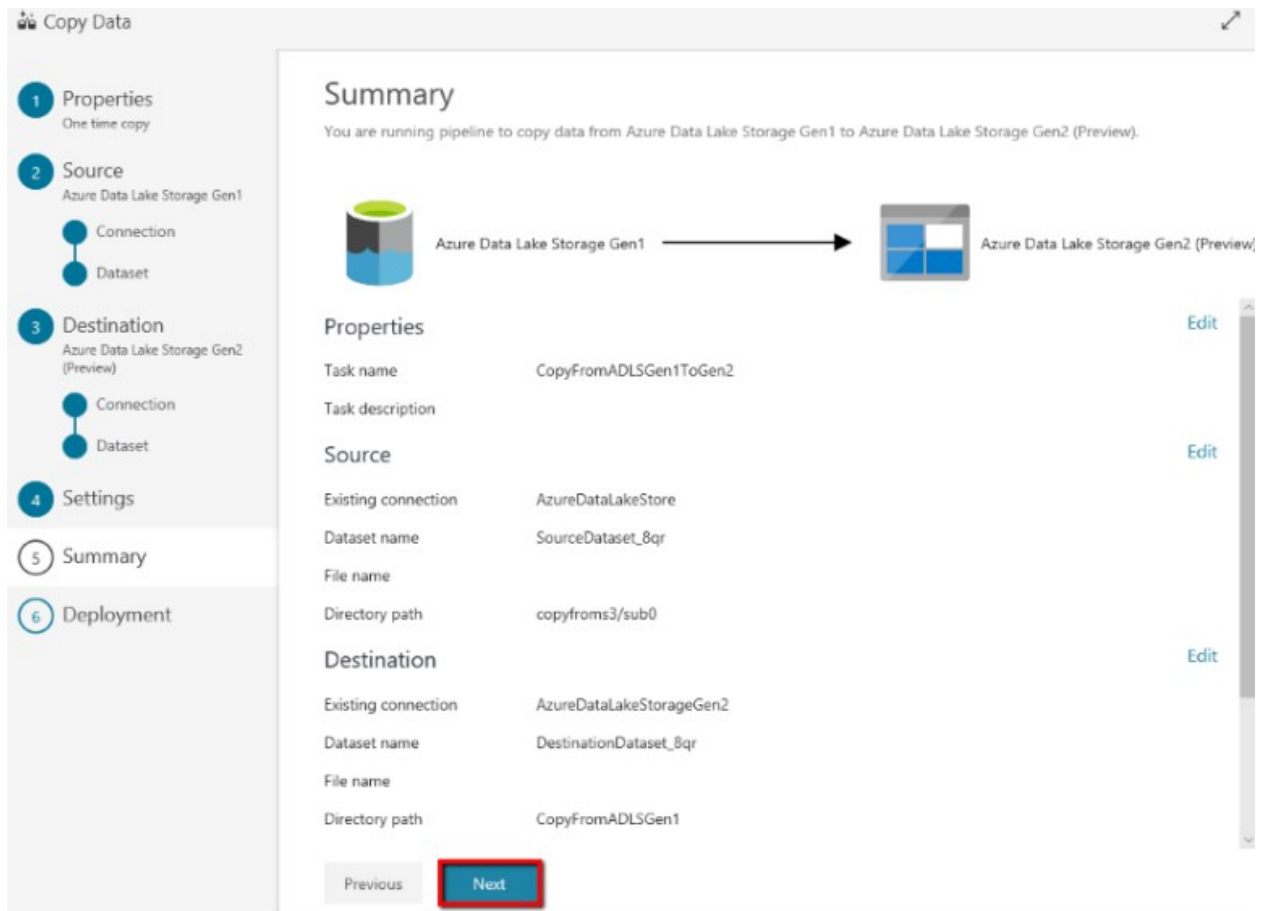 Copy Data
1 Properties
One time copy
2 Source
Azure Data Lake Storage Gen1
Connection
Dataset
3 Destination
Azure Data Lake Storage Gen2
(Preview)
Connection
Dataset
4 Settings
5 Summary
6 Deployment
Summary
You are running pipeline to copy data from Azure Data Lake Storage Gen1 to Azure Data Lake Storage Gen2 (Preview).
Azure Data Lake Storage Gen1
Azure Data Lake Storage Gen2 (Preview)
Properties Edit
Task name CopyFromADLSGen1ToGen2
Task description
Source Edit
Existing connection AzureDataLakeStore
Dataset name SourceDataset_8qr
File name
Directory path copyfroms3/sub0
Destination Edit
Existing connection AzureDataLakeStorageGen2
Dataset name DestinationDataset_8qr
File name
Directory path CopyFromADLSGen1
Previous Next